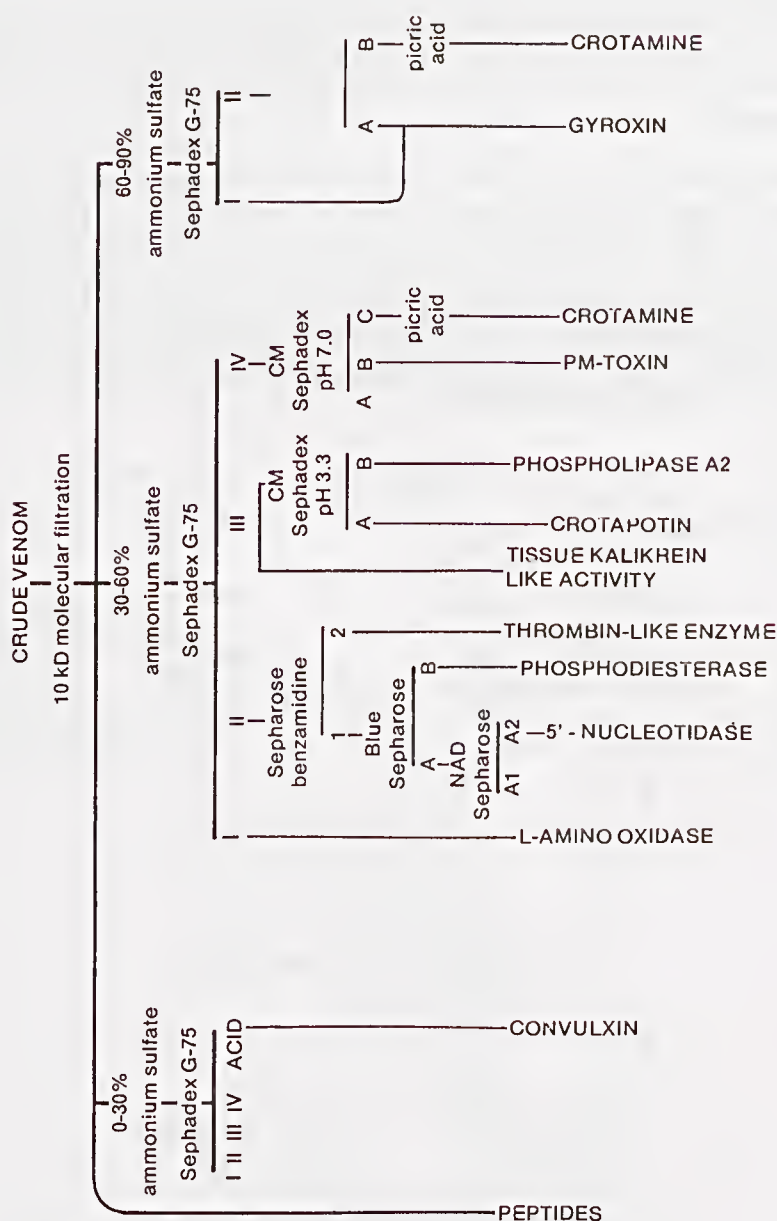 CRUDE VENOM
10 kD molecular filtration
0-30%
ammonium sulfate
Sephadex G-75
I II III IV ACID
30-60%
ammonium sulfate
Sephadex G-75
I
II
III
IV
60-90%
ammonium sulfate
Sephadex G-75
I
II
Sepharose
benzamidine
1
2
Blue
Sepharose
A
B
NAD
Sepharose
A1 A2
CM
Sephadex
pH 3.3
A
B
CM
Sephadex
pH 7.0
A
B
C
picric
acid
A
B
picric
acid
PEPTIDES
CONVULXIN
L-AMINO OXIDASE
5' - NUCLEOTIDASE
PHOSPHODIESTERASE
THROMBIN-LIKE ENZYME
TISSUE KALIKREIN
LIKE ACTIVITY
CROTAPOTIN
PHOSPHOLIPASE A2
PM-TOXIN
CROTAMINE
GYROXIN
CROTAMINE